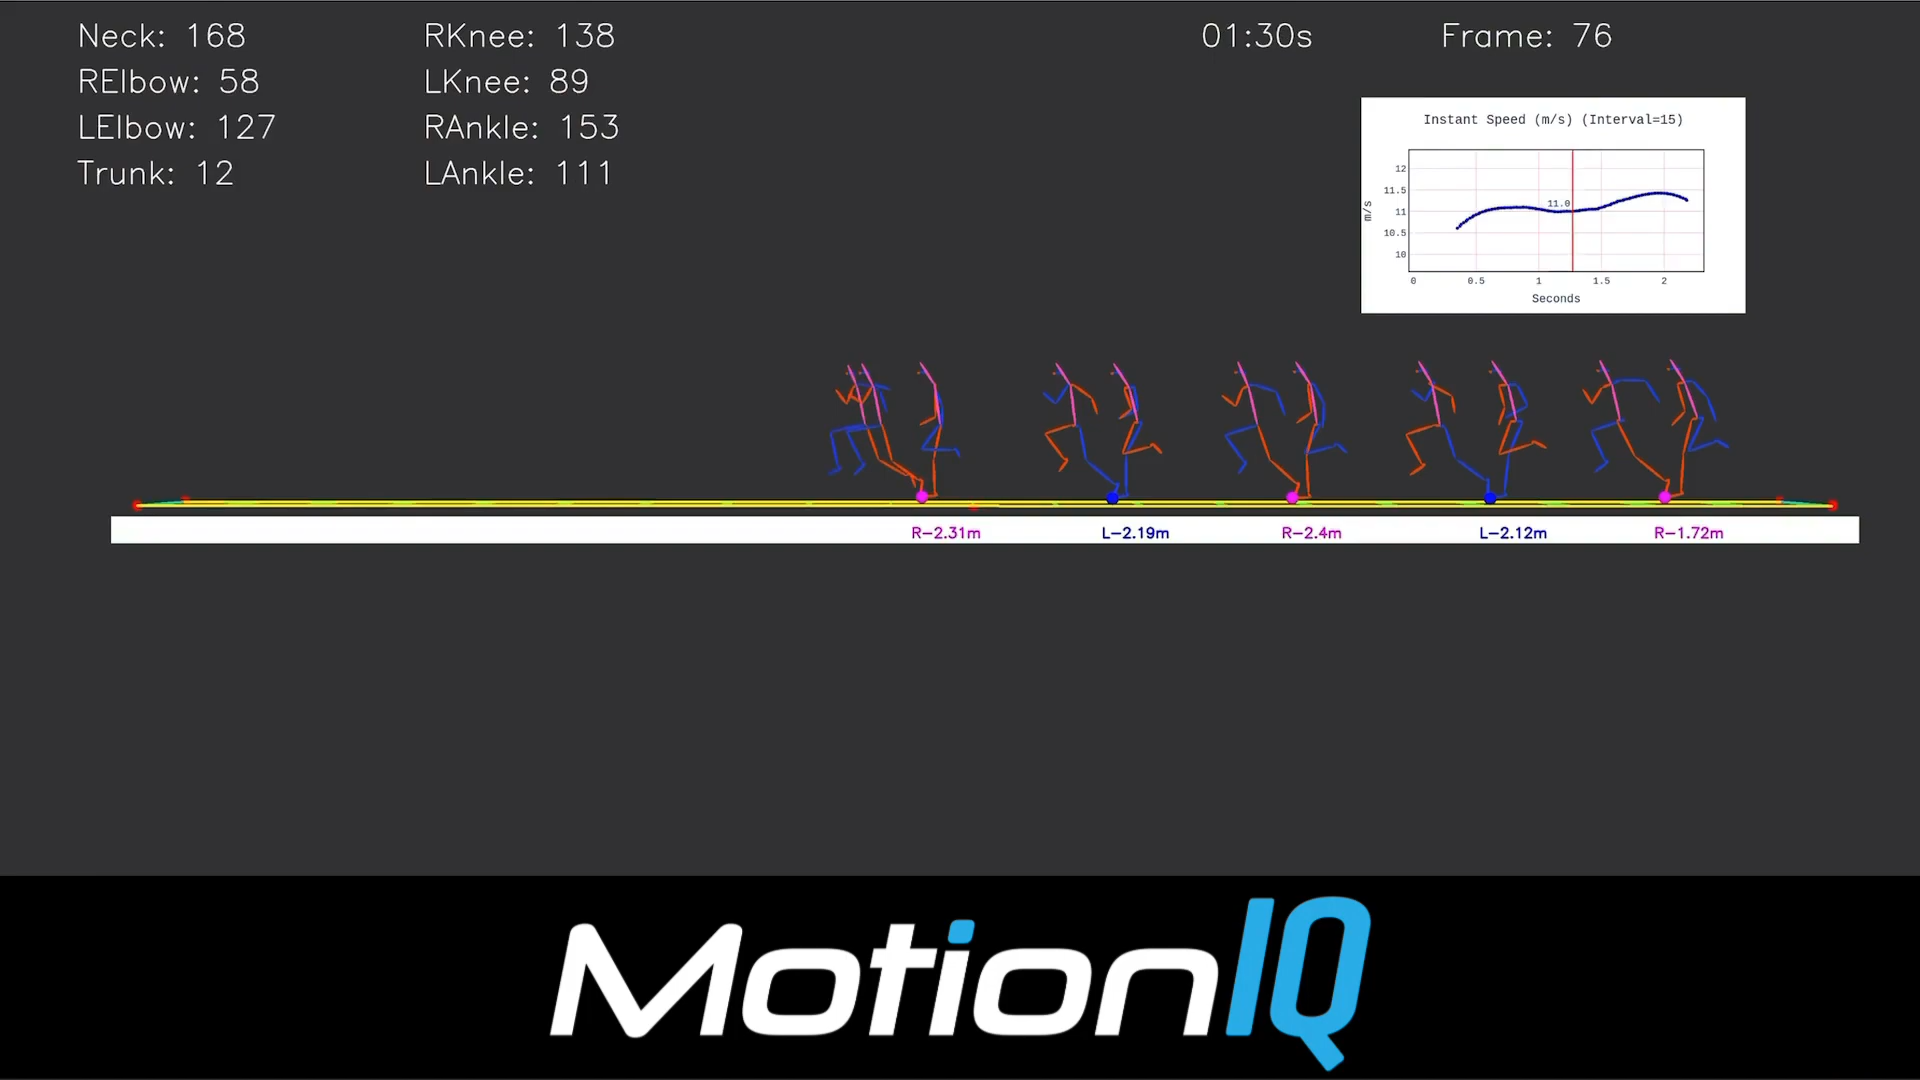 Neck: 168
RElbow: 58
LElbow: 127
Trunk: 12
RKnee: 138
LKnee: 89
RAnkle: 153
LAnkle: 111
01:30s
Frame: 76
Instant Speed (m/s) (Interval=15)
12
11.5
11
10.5
10
m/s
11.0
0 0.5 1 1.5 2
Seconds
R-2.31m L-2.19m R-2.4m L-2.12m R-1.72m
MotionIQ